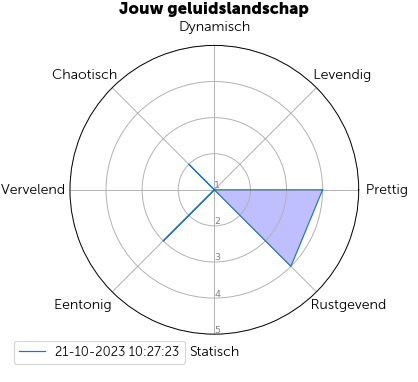 Jouw geluidslandschap
Dynamisch
Chaotisch
Levendig
Vervelend
1
Prettig
2
3
4
Eentonig
Rustgevend
5
21-10-2023 10:27:23
Statisch